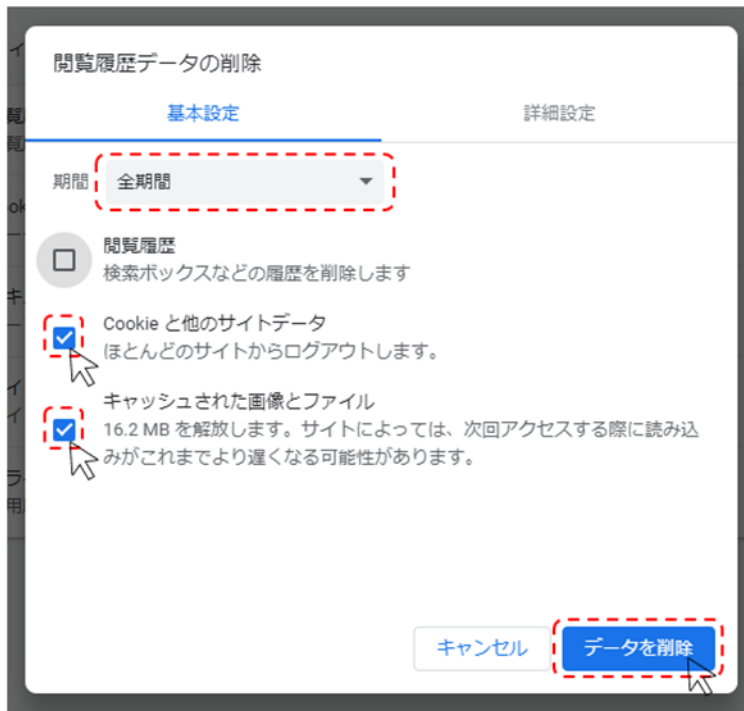 閲覧履歴データの削除
基本設定
詳細設定
期間
全期間
閲覧履歴
検索ボックスなどの履歴を削除します
Cookie と他のサイトデータ
ほとんどのサイトからログアウトします。
キャッシュされた画像とファイル
16.2 MB を解放します。サイトによっては、次回アクセスする際に読み込
みがこれまでより遅くなる可能性があります。
キャンセル
データを削除